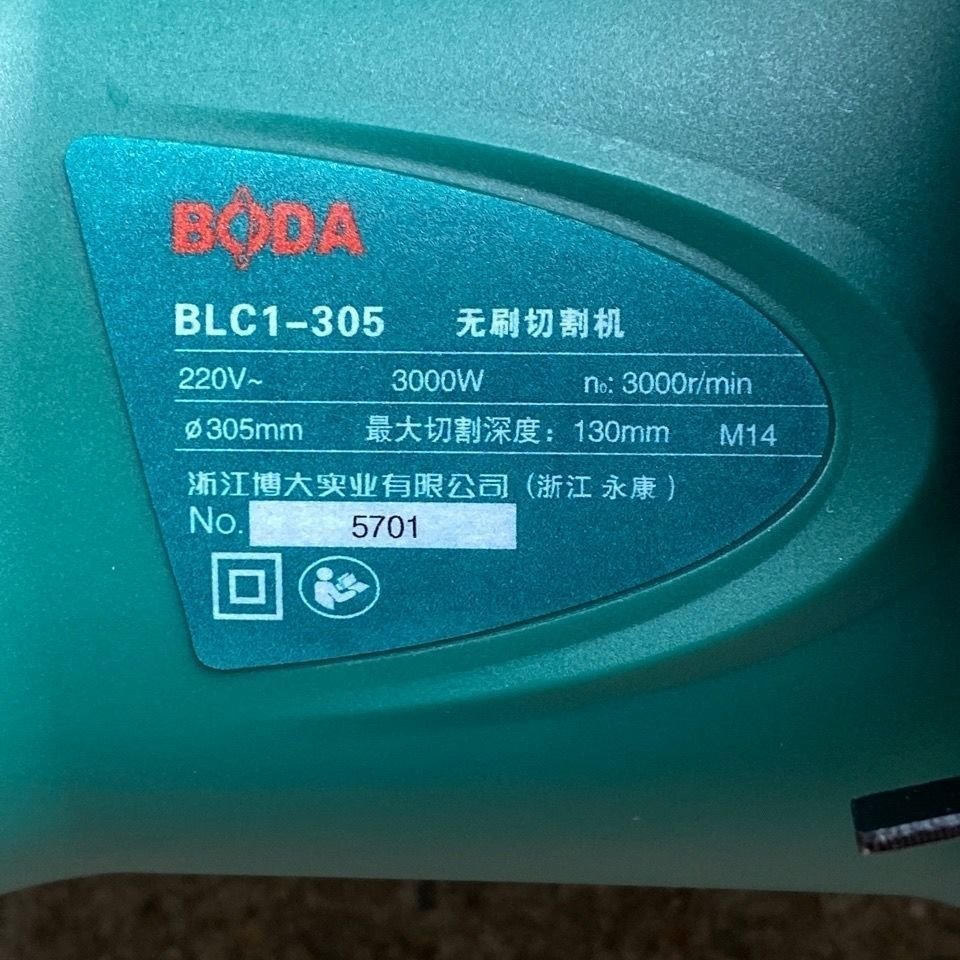 BODA
BLC1-305 无刷切割机
220V~ 3000W n₀: 3000r/min
ø305mm 最大切割深度：130mm M14
浙江博大实业有限公司（浙江 永康）
No. 5701